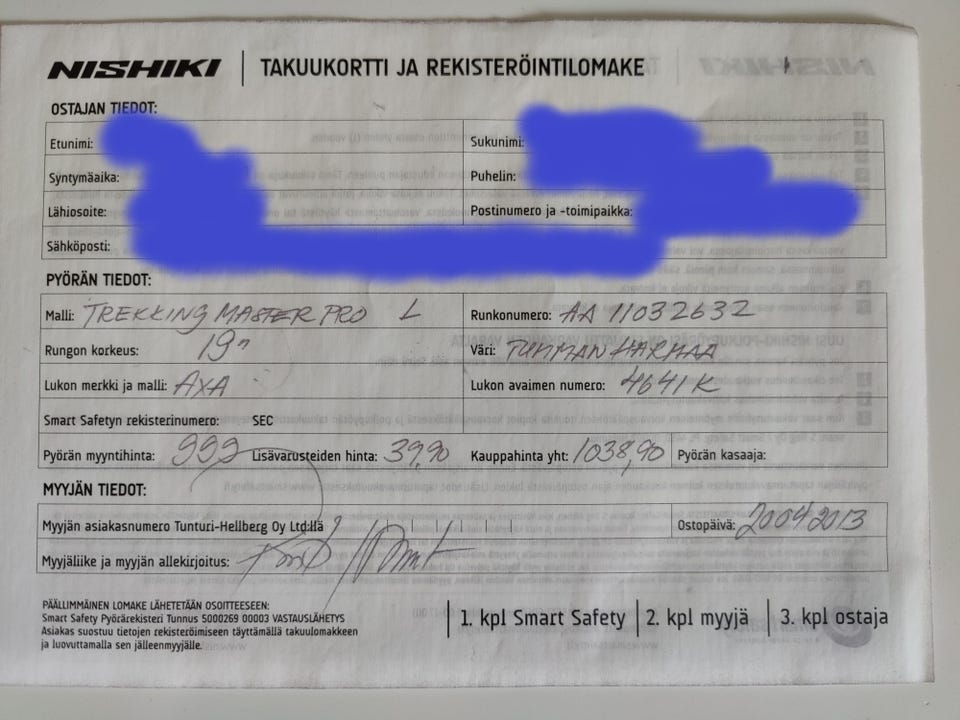 NISHIKI | TAKUUKORTTI JA REKISTERÖINTILOMAKE
OSTAJAN TIEDOT:
Etunimi: Sukunimi:
Syntymäaika: Puhelin:
Lähiosoite: Postinumero ja -toimipaikka:
Sähköposti:
PYÖRÄN TIEDOT:
Malli: TREKKING MASTER PRO L Runkonumero: AA 11032632
Rungon korkeus: 19" Väri: TUMMAN HARMAA
Lukon merkki ja malli: AXA Lukon avaimen numero: 4641K
Smart Safetyn rekisterinumero: SEC
Pyörän myyntihinta: 999 Lisävarusteiden hinta: 39,90 Kauppahinta yht: 1038,90 Pyörän kasaaja:
MYYJÄN TIEDOT:
Myyjän asiakasnumero Tunturi-Hellberg Oy Ltd:llä Ostopäivä: 20042013
Myyjäliike ja myyjän allekirjoitus:
PÄÄLLIMMÄINEN LOMAKE LÄHETETÄÄN OSOITTEESEEN:
Smart Safety Pyörärekisteri Tunnus 5000269 00003 VASTAUSLÄHETYS
Asiakas suostuu tietojen rekisteröimiseen täyttämällä takuulomakkeen
ja luovuttamalla sen jälleenmyyjälle.
1. kpl Smart Safety | 2. kpl myyjä | 3. kpl ostaja